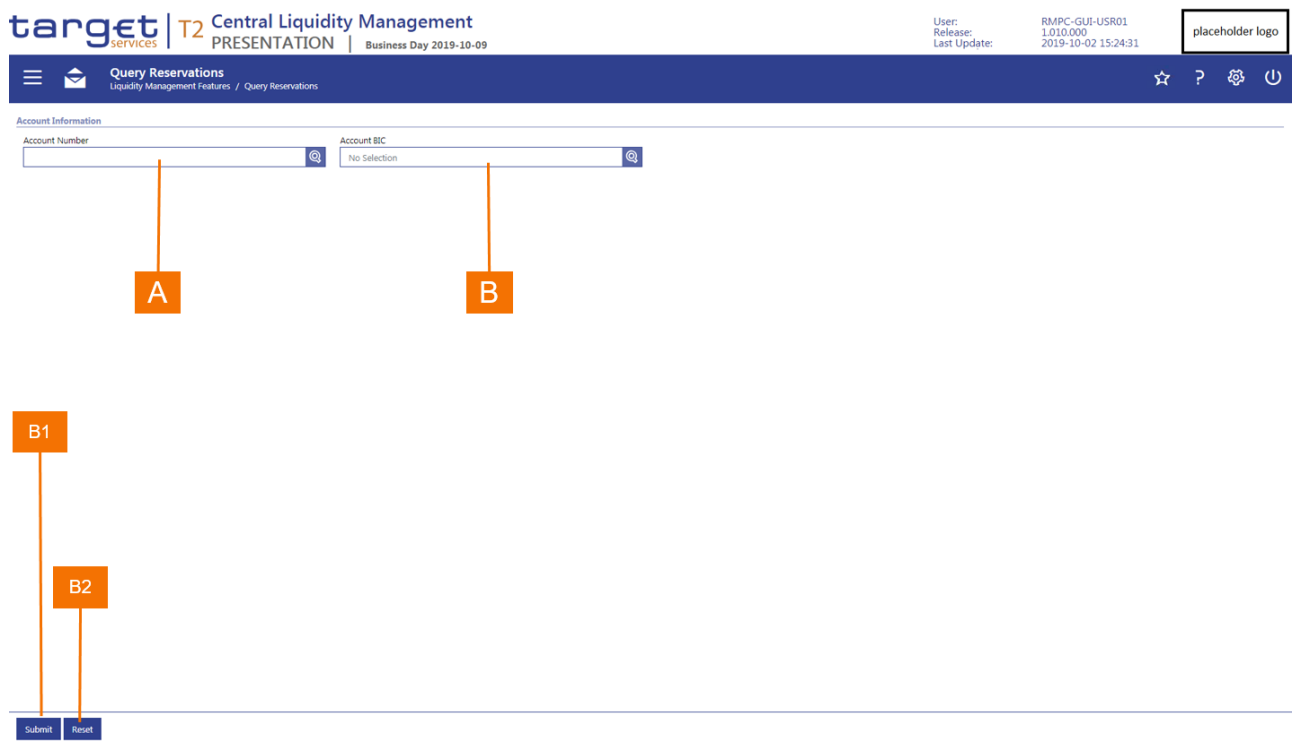 target services T2 Central Liquidity Management
PRESENTATION | Business Day 2019-10-09
User: RMPC-GUI-USR01
Release: 1.010.000
Last Update: 2019-10-02 15:24:31
placeholder logo
Query Reservations
Liquidity Management Features / Query Reservations
?
Account Information
Account Number
Account BIC
No Selection
A
B
B1
B2
Submit
Reset